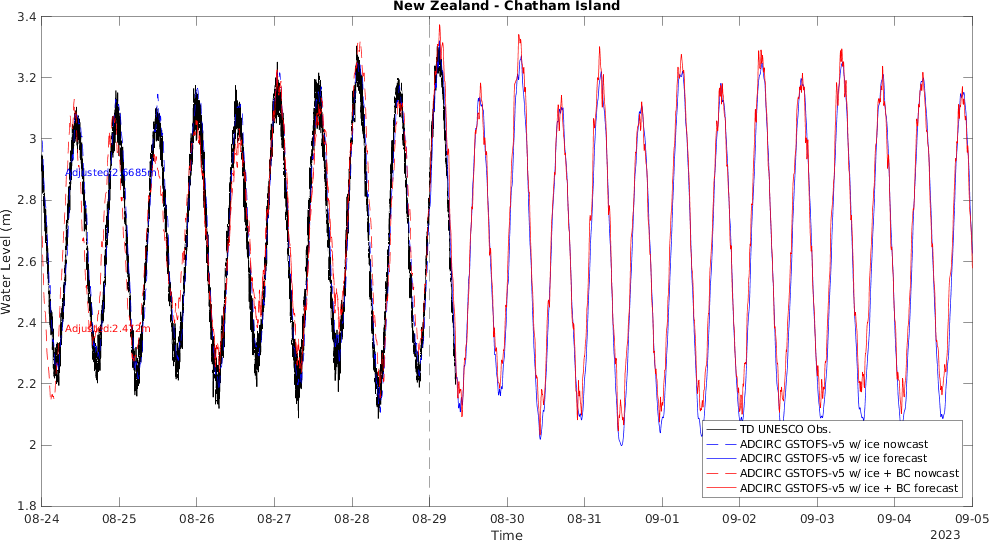 New Zealand - Chatham Island
3.4
3.2
3
2.8
2.6
2.4
2.2
2
1.8
Water Level (m)
Adjusted:2.6685m
Adjusted:2.472m
TD UNESCO Obs.
ADCIRC GSTOFS-v5 w/ ice nowcast
ADCIRC GSTOFS-v5 w/ ice forecast
ADCIRC GSTOFS-v5 w/ ice + BC nowcast
ADCIRC GSTOFS-v5 w/ ice + BC forecast
08-24 08-25 08-26 08-27 08-28 08-29 08-30 08-31 09-01 09-02 09-03 09-04 09-05
Time
2023